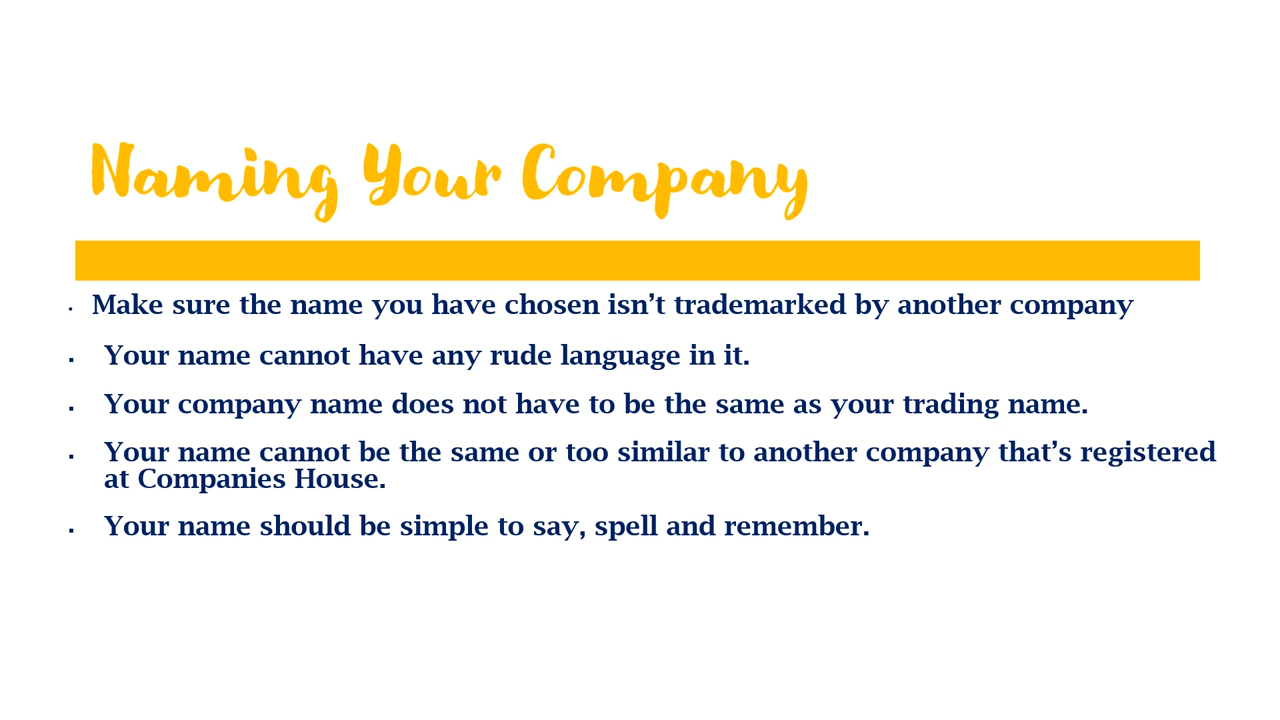 Naming Your Company
· Make sure the name you have chosen isn’t trademarked by another company
▪ Your name cannot have any rude language in it.
▪ Your company name does not have to be the same as your trading name.
▪ Your name cannot be the same or too similar to another company that’s registered
at Companies House.
▪ Your name should be simple to say, spell and remember.